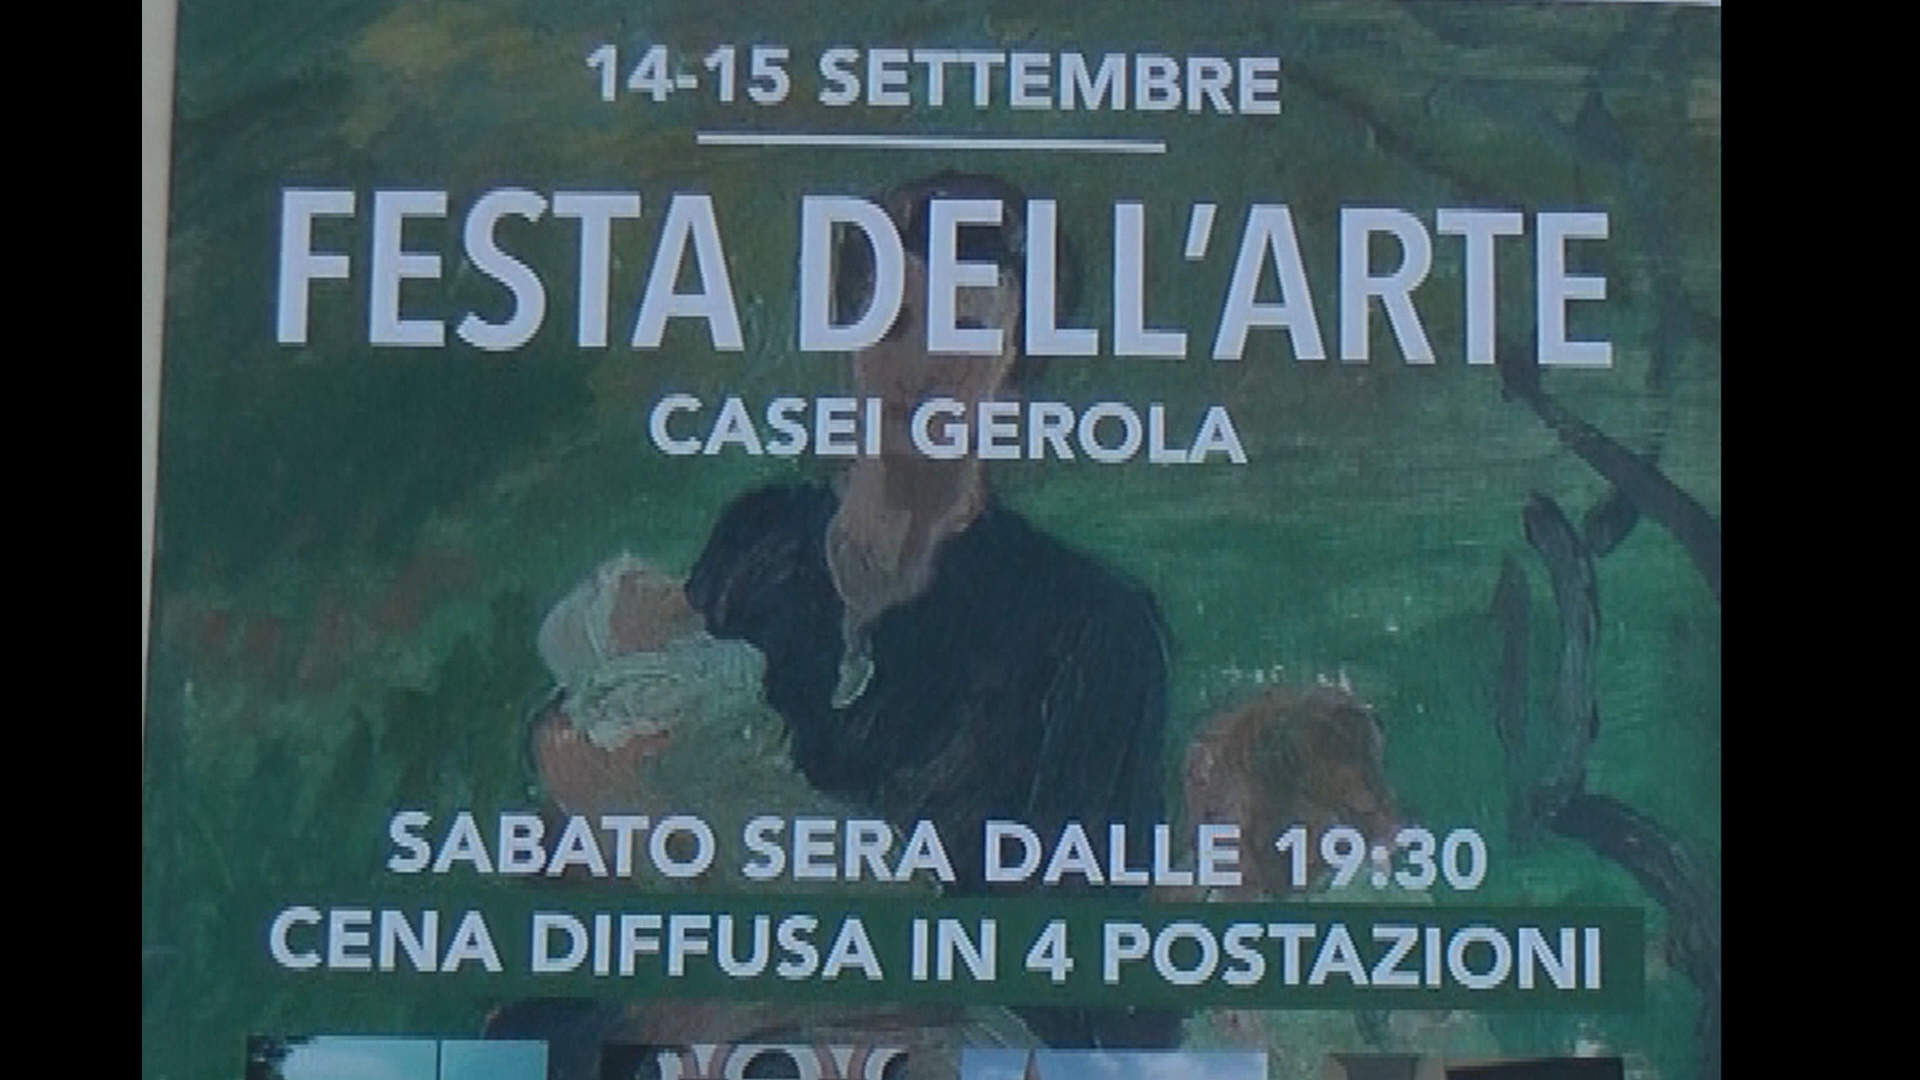 14-15 SETTEMBRE
FESTA DELL'ARTE
CASEI GEROLA
SABATO SERA DALLE 19:30
CENA DIFFUSA IN 4 POSTAZIONI